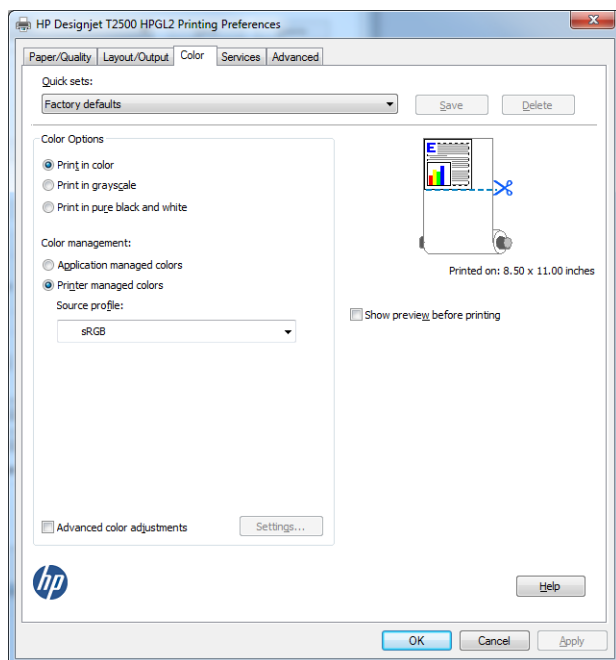 HP Designjet T2500 HPGL2 Printing Preferences
Paper/Quality Layout/Output Color Services Advanced
Quick sets:
Factory defaults Save Delete
Color Options
Print in color
Print in grayscale
Print in pure black and white
Color management:
Application managed colors
Printer managed colors
Source profile:
sRGB
E
Printed on: 8.50 x 11.00 inches
Show preview before printing
Advanced color adjustments Settings...
hp
Help
OK Cancel Apply